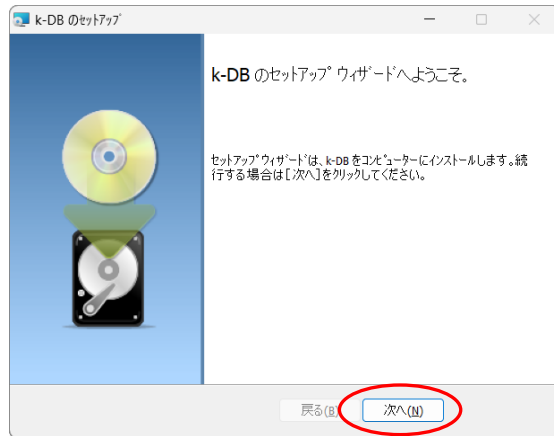 k-DB のセットアップ
k-DB のセットアップ ウィザードへようこそ。
セットアップ ウィザードは、k-DB をコンピューターにインストールします。続
行する場合は[次へ]をクリックしてください。
戻る(B) 次へ(N)